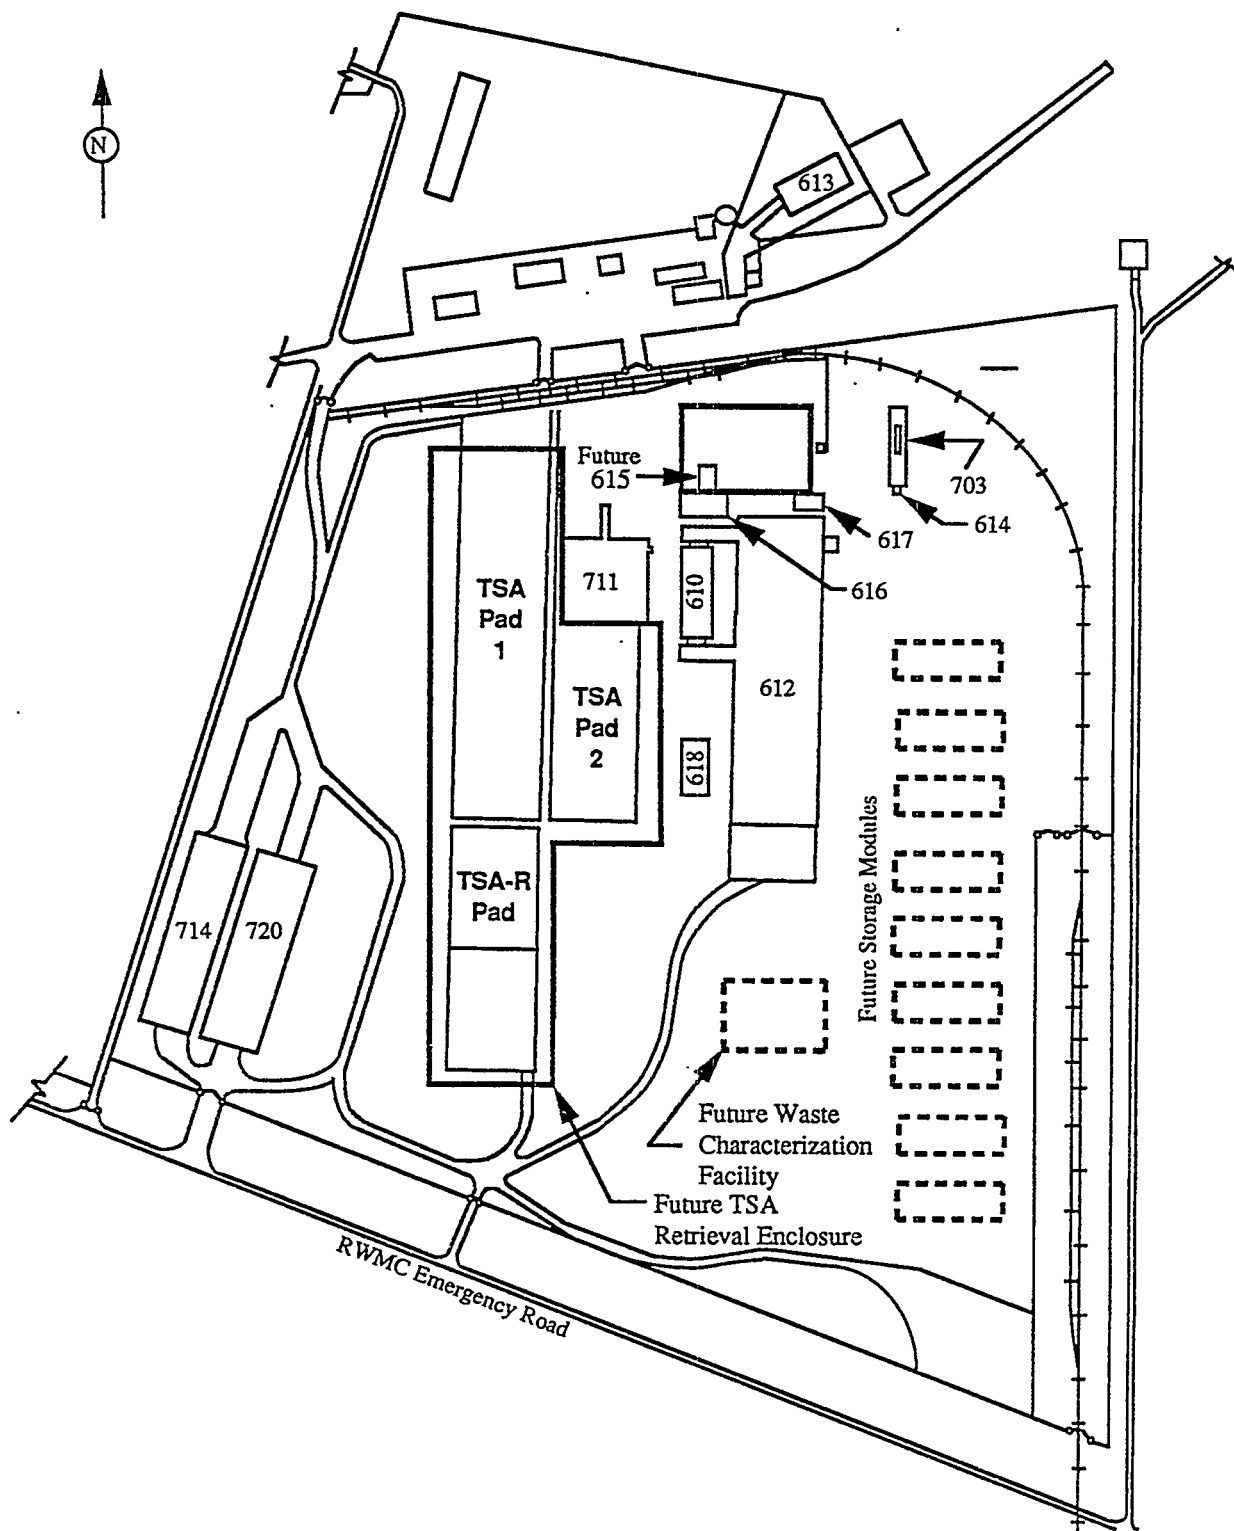 N
613
Future
615
703
614
617
616
711
610
TSA
Pad
1
612
TSA
Pad
2
618
Future Storage Modules
TSA-R
Pad
714
720
Future Waste
Characterization
Facility
Future TSA
Retrieval Enclosure
RWMC Emergency Road